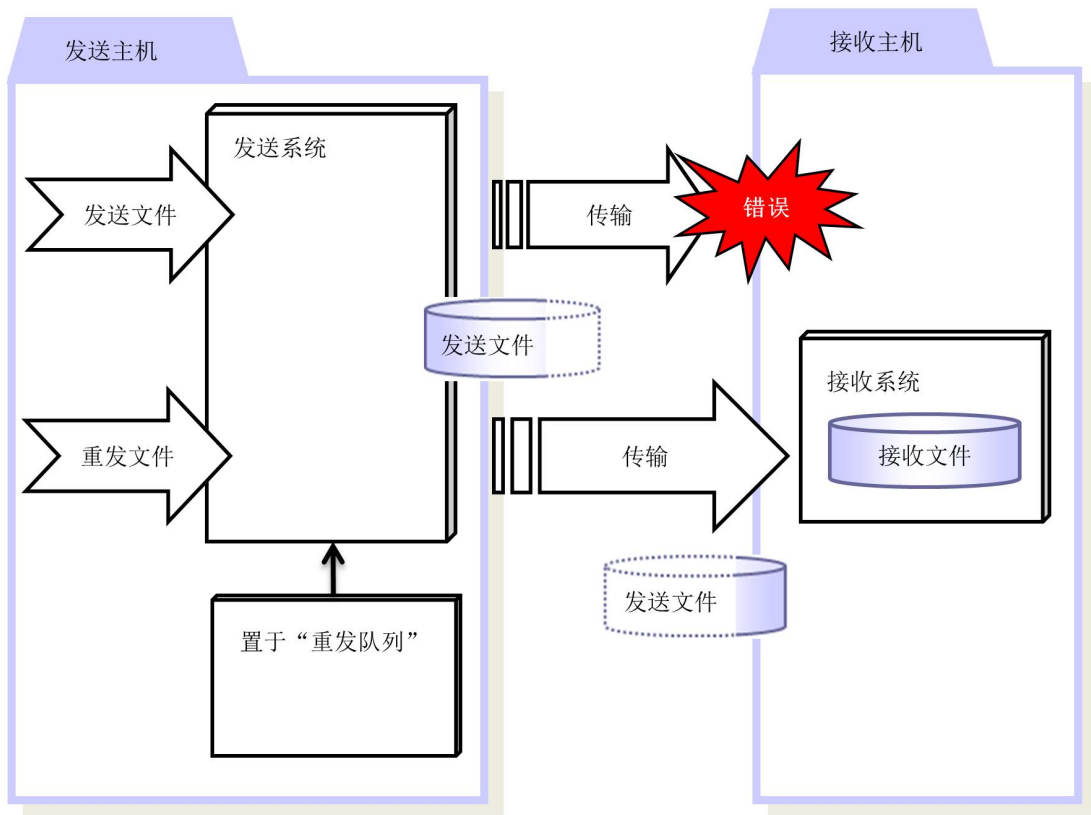 发送主机
接收主机
发送系统
发送文件
传输
错误
发送文件
接收系统
重发文件
传输
接收文件
发送文件
置于“重发队列”